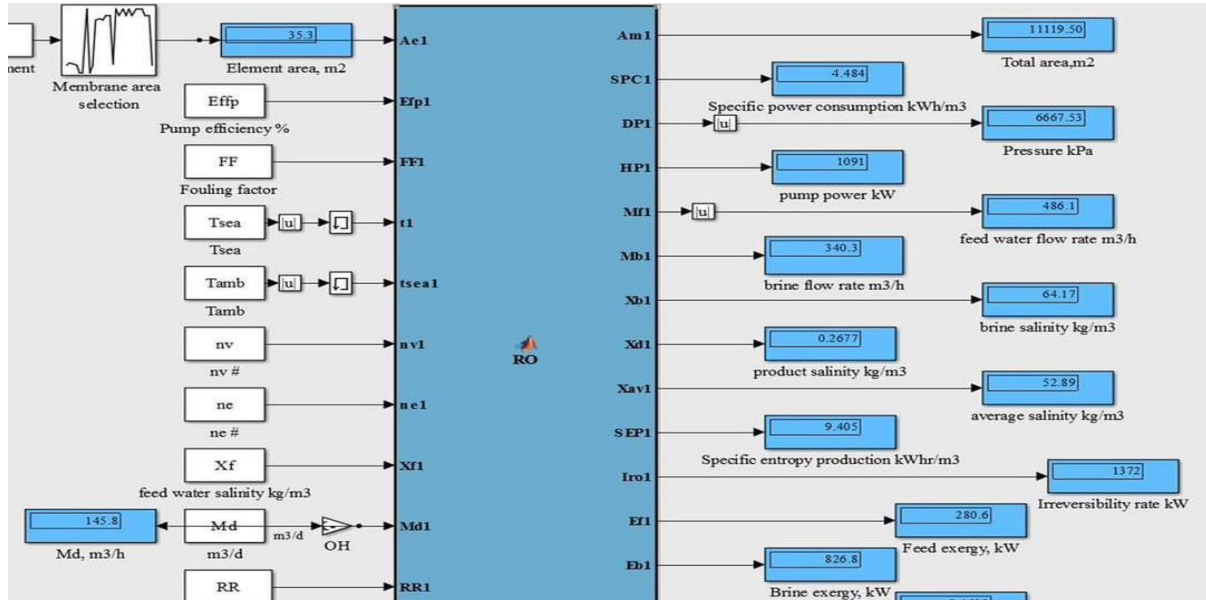 ment
Membrane area
selection
35.3
Element area, m2
Effp
Pump efficiency %
FF
Fouling factor
Tsea
|u|
Tsea
Tamb
|u|
Tamb
nv
nv #
ne
ne #
Xf
feed water salinity kg/m3
145.8
Md, m3/h
Md
m3/d
m3/d
OH
RR
Ae1
Efp1
FF1
t1
tsea1
nv1
ne1
Xf1
Md1
RR1
RO
Am1
SPC1
DP1
HP1
Mf1
Mb1
Xb1
Xd1
Xav1
SEP1
Iro1
Ef1
Eb1
11119.50
Total area,m2
4.484
Specific power consumption kWh/m3
|u|
6667.53
Pressure kPa
1091
pump power kW
|u|
486.1
feed water flow rate m3/h
340.3
brine flow rate m3/h
64.17
brine salinity kg/m3
0.2677
product salinity kg/m3
52.89
average salinity kg/m3
9.405
Specific entropy production kWhr/m3
1372
Irreversibility rate kW
280.6
Feed exergy, kW
826.8
Brine exergy, kW